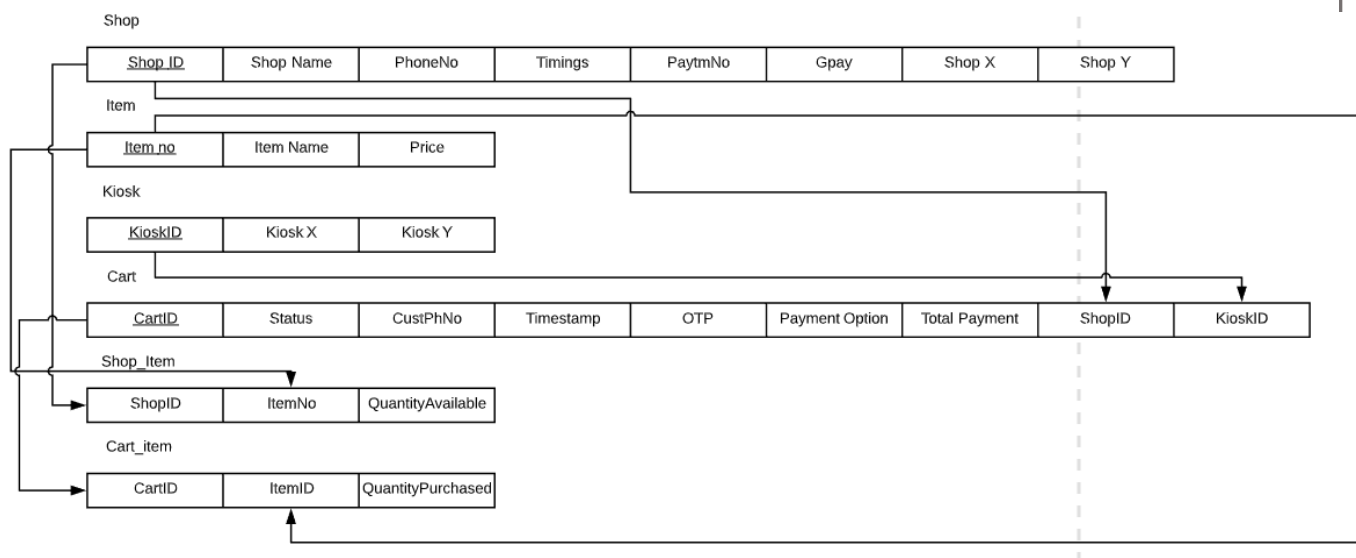 Shop
Shop ID Shop Name PhoneNo Timings PaytmNo Gpay Shop X Shop Y
Item
Item no Item Name Price
Kiosk
KioskID Kiosk X Kiosk Y
Cart
CartID Status CustPhNo Timestamp OTP Payment Option Total Payment ShopID KioskID
Shop_Item
ShopID ItemNo QuantityAvailable
Cart_item
CartID ItemID QuantityPurchased